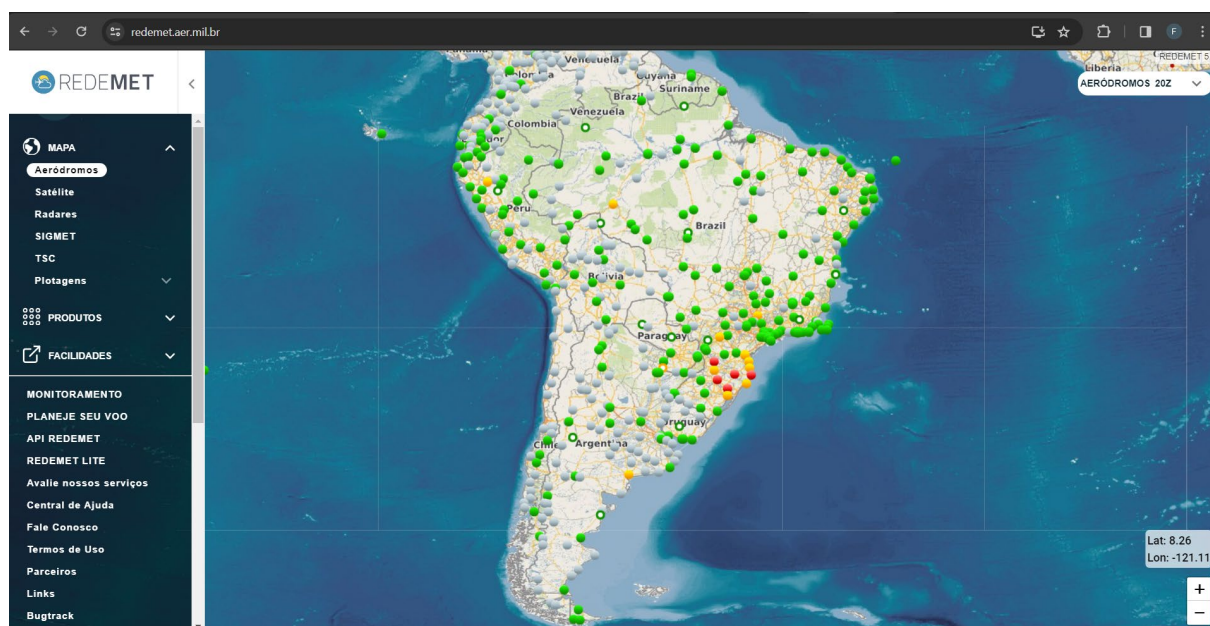 redemet.aer.mil.br
F
REDEMET
MAPA
Aeródromos
Satélite
Radares
SIGMET
TSC
Plotagens
PRODUTOS
FACILIDADES
MONITORAMENTO
PLANEJE SEU VOO
API REDEMET
REDEMET LITE
Avalie nossos serviços
Central de Ajuda
Fale Conosco
Termos de Uso
Parceiros
Links
Bugtrack
REDEMET 5
Liberia
AERÓDROMOS 20Z
Venezuela
Guyana
Suriname
Brazil
Venezuela
Colombia
Peru
Brazil
Bolivia
Paraguay
Uruguay
Chile
Argentina
Lat: 8.26
Lon: -121.11
+
−